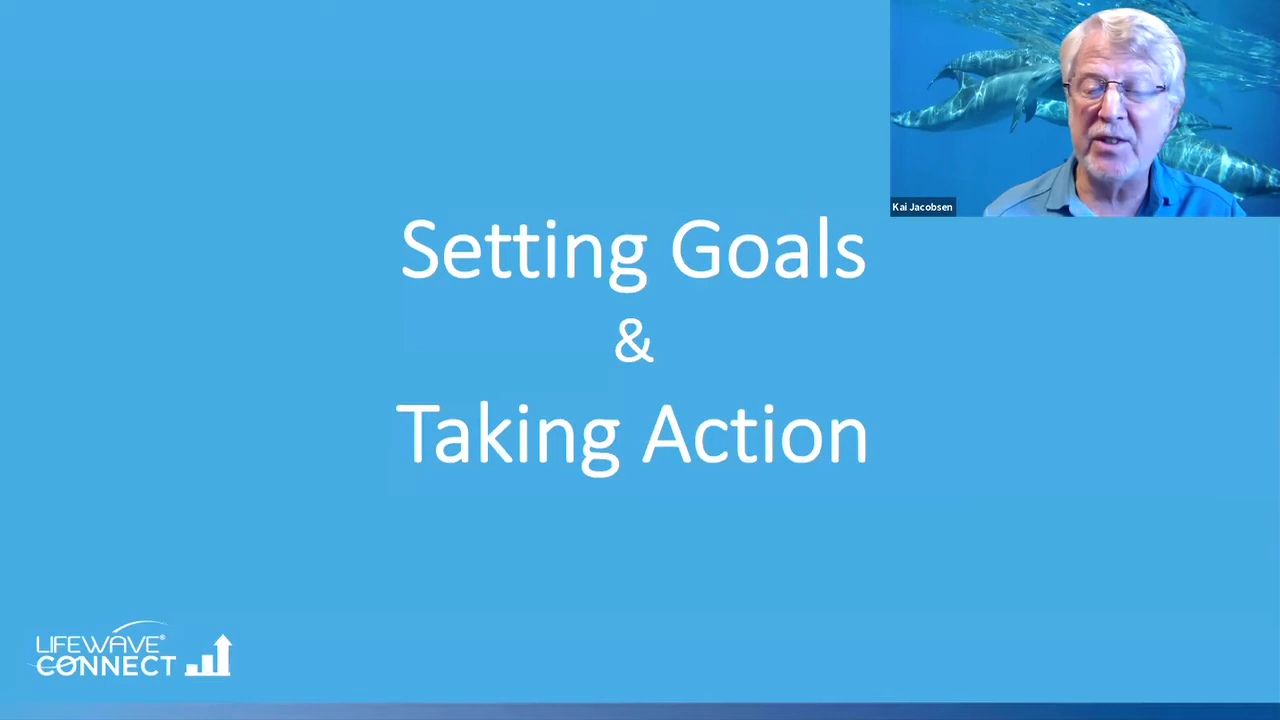 Kai Jacobsen
Setting Goals
&
Taking Action
LIFEWAVE®
CONNECT